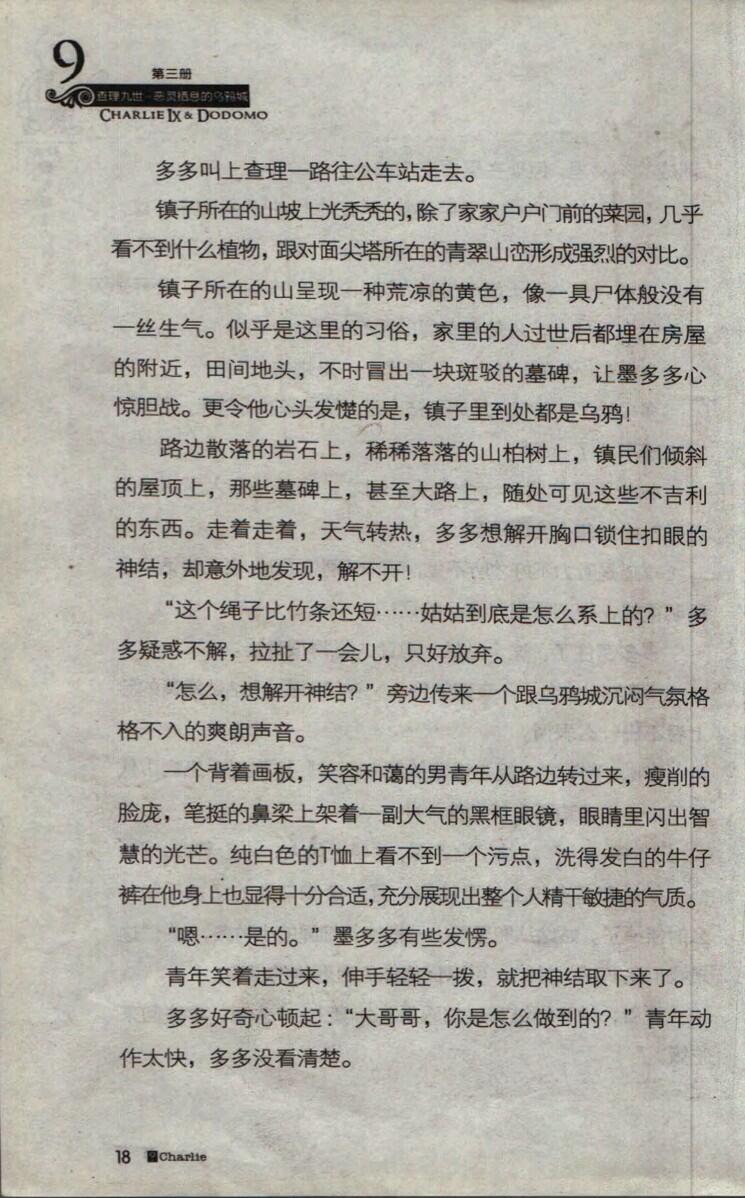 9
第三册
查理九世·恶灵栖息的乌鸦城
CHARLIE IX & DODOMO
多多叫上查理一路往公车站走去。
镇子所在的山坡上光秃秃的，除了家家户户门前的菜园，几乎
看不到什么植物，跟对面尖塔所在的青翠山峦形成强烈的对比。
镇子所在的山呈现一种荒凉的黄色，像一具尸体般没有
一丝生气。似乎是这里的习俗，家里的人过世后都埋在房屋
的附近，田间地头，不时冒出一块斑驳的墓碑，让墨多多心
惊胆战。更令他心头发憷的是，镇子里到处都是乌鸦！
路边散落的岩石上，稀稀落落的山柏树上，镇民们倾斜
的屋顶上，那些墓碑上，甚至大路上，随处可见这些不吉利
的东西。走着走着，天气转热，多多想解开胸口锁住扣眼的
神结，却意外地发现，解不开！
“这个绳子比竹条还短……姑姑到底是怎么系上的？”多
多疑惑不解，拉扯了一会儿，只好放弃。
“怎么，想解开神结？”旁边传来一个跟乌鸦城沉闷气氛格
格不入的爽朗声音。
一个背着画板，笑容和蔼的男青年从路边转过来，瘦削的
脸庞，笔挺的鼻梁上架着一副大气的黑框眼镜，眼睛里闪出智
慧的光芒。纯白色的T恤上看不到一个污点，洗得发白的牛仔
裤在他身上也显得十分合适，充分展现出整个人精干敏捷的气质。
“嗯……是的。”墨多多有些发愣。
青年笑着走过来，伸手轻轻一拨，就把神结取下来了。
多多好奇心顿起：“大哥哥，你是怎么做到的？”青年动
作太快，多多没看清楚。
18 Charlie